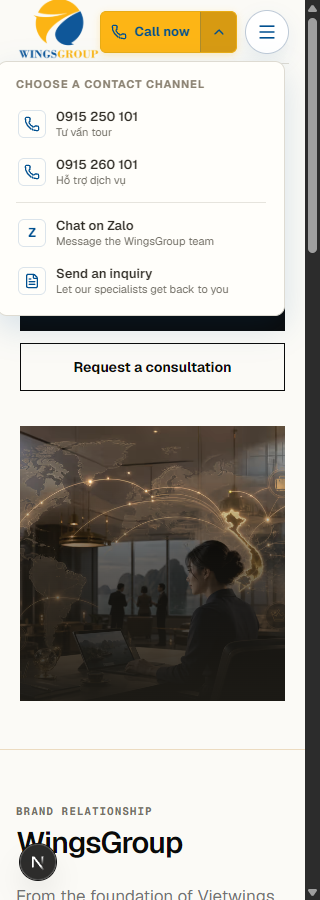 WINGSGROUP
Call now
CHOOSE A CONTACT CHANNEL
0915 250 101
Tư vấn tour
0915 260 101
Hỗ trợ dịch vụ
Z
Chat on Zalo
Message the WingsGroup team
Send an inquiry
Let our specialists get back to you
Request a consultation
BRAND RELATIONSHIP
WingsGroup
N
From the foundation of Vietwings